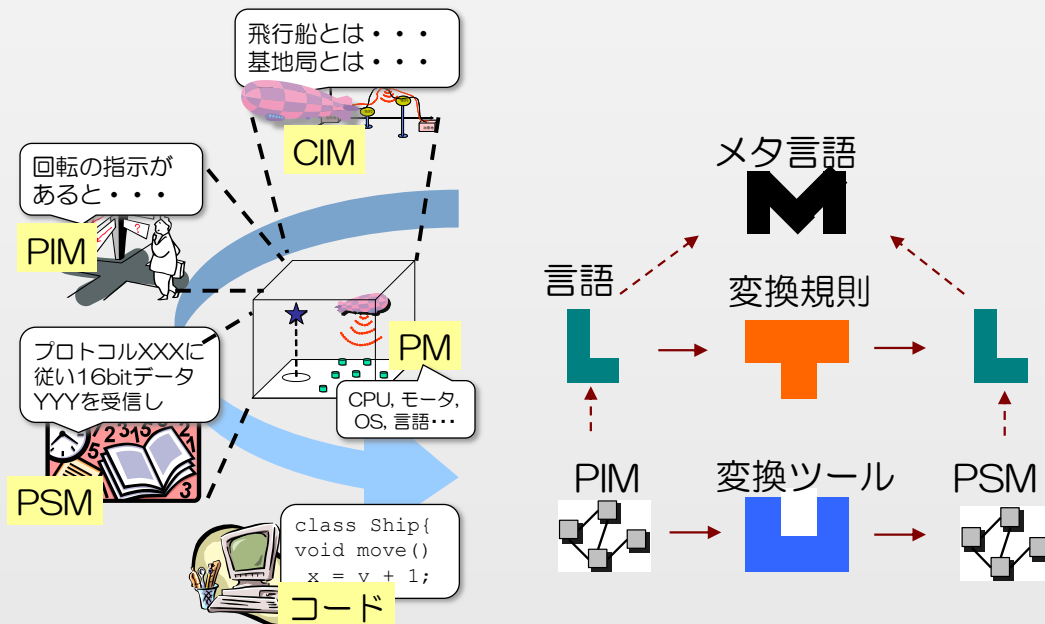 飛行船とは・・・
基地局とは・・・
CIM
回転の指示が
あると・・・
PIM
プロトコルXXXに
従い16bitデータ
YYYを受信し
PSM
PM
CPU, モータ,
OS, 言語・・・
class Ship{
void move()
x = v + 1;
コード
メタ言語
言語
変換規則
PIM
変換ツール
PSM